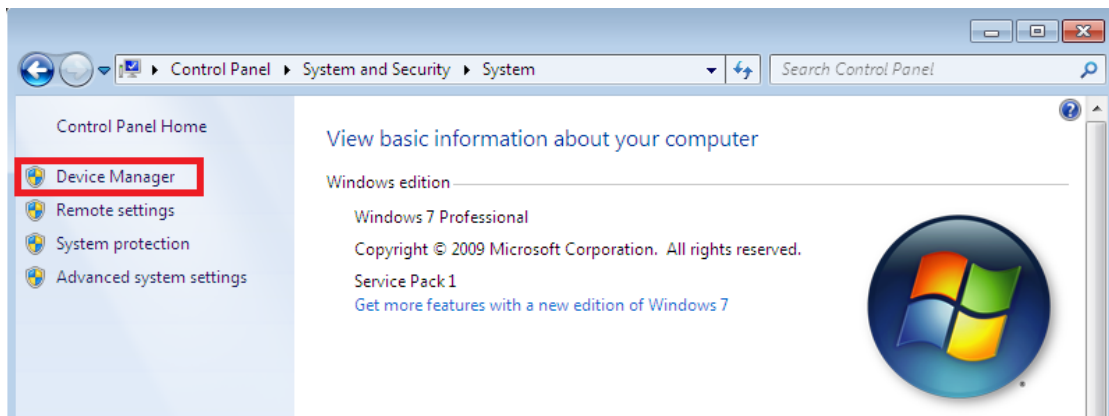 Control Panel ▸ System and Security ▸ System
Search Control Panel
Control Panel Home
Device Manager
Remote settings
System protection
Advanced system settings
View basic information about your computer
Windows edition
Windows 7 Professional
Copyright © 2009 Microsoft Corporation. All rights reserved.
Service Pack 1
Get more features with a new edition of Windows 7